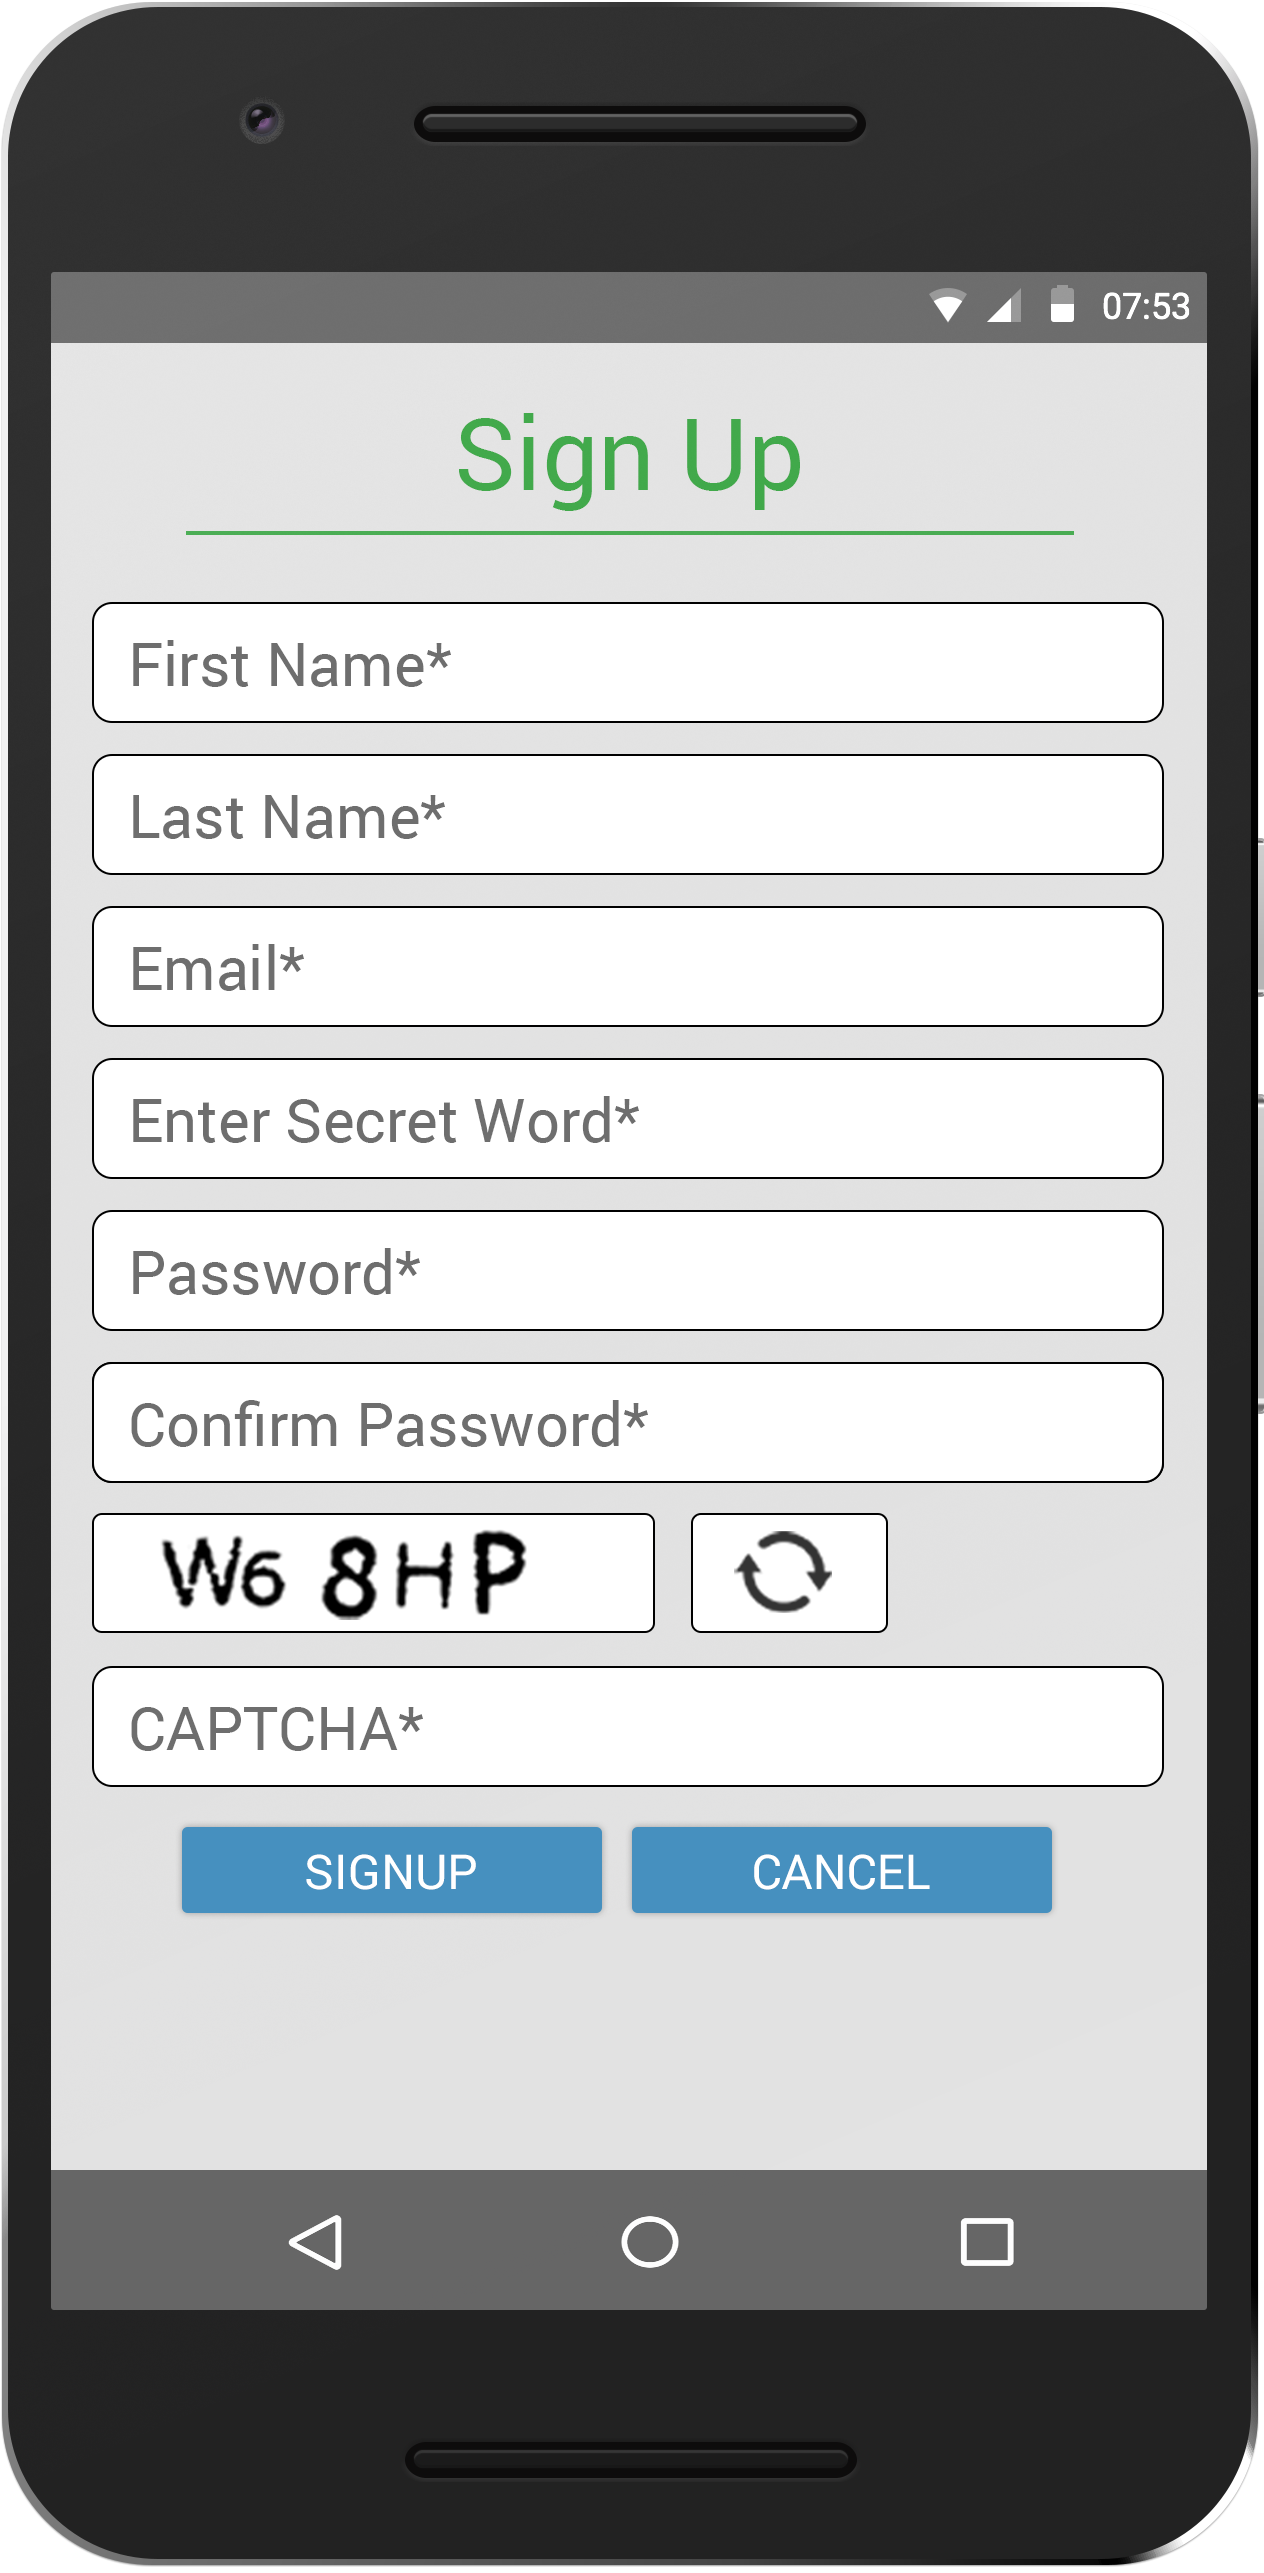 07:53
Sign Up
First Name*
Last Name*
Email*
Enter Secret Word*
Password*
Confirm Password*
W6 8HP
CAPTCHA*
SIGNUP CANCEL